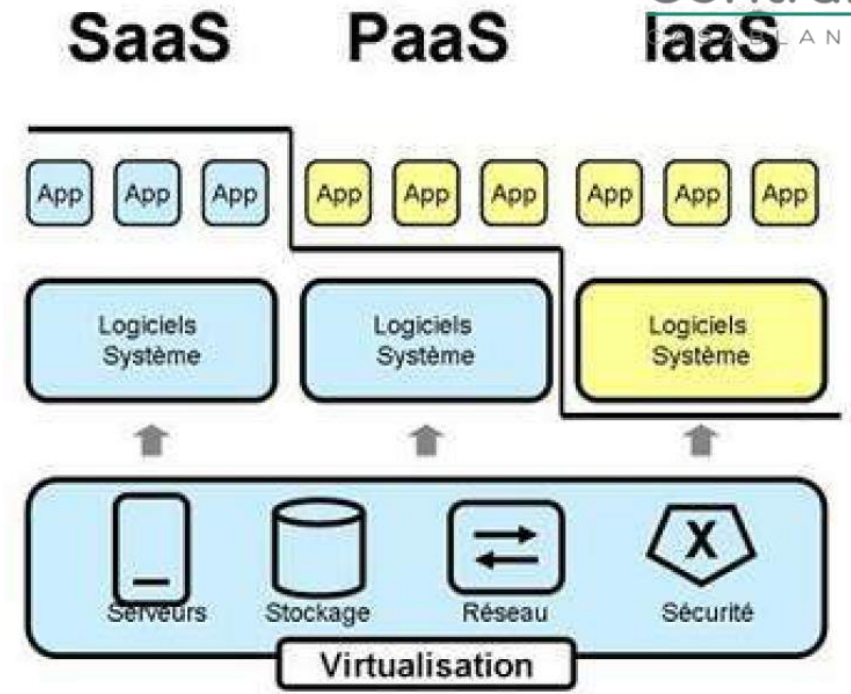 SaaS PaaS IaaS
App App App App App App App App App
Logiciels Système
Logiciels Système
Logiciels Système
X
Serveurs Stockage Réseau Sécurité
Virtualisation